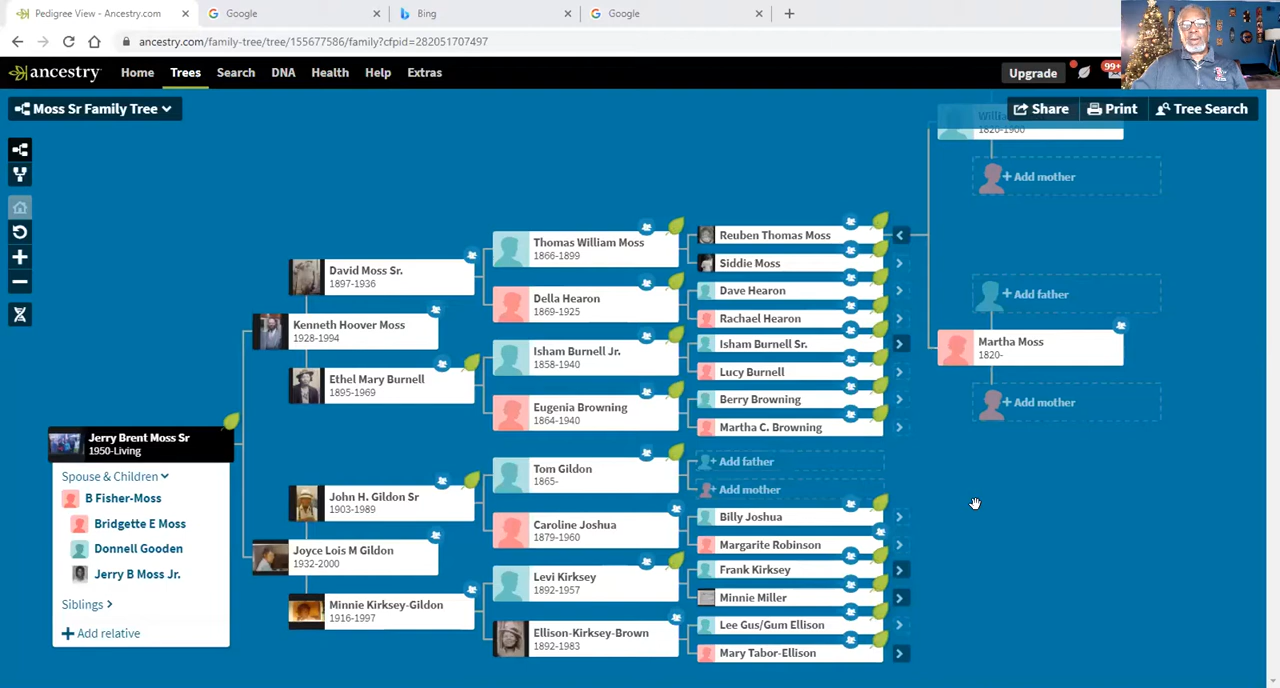 Pedigree View - Ancestry.com
Google
Bing
Google
ancestry.com/family-tree/tree/155677586/family?cfpid=282051707497
ancestry
Home
Trees
Search
DNA
Health
Help
Extras
Upgrade
99+
Moss Sr Family Tree
Share
Print
Tree Search
1820-1900
Add mother
Reuben Thomas Moss
Thomas William Moss
1866-1899
Siddie Moss
David Moss Sr.
1897-1936
Dave Hearon
Della Hearon
1869-1925
Add father
Rachael Hearon
Kenneth Hoover Moss
1928-1994
Isham Burnell Sr.
Martha Moss
1820-
Isham Burnell Jr.
1858-1940
Lucy Burnell
Ethel Mary Burnell
1895-1969
Berry Browning
Add mother
Eugenia Browning
1864-1940
Martha C. Browning
Jerry Brent Moss Sr
1950-Living
Add father
Tom Gildon
1865-
Spouse & Children
Add mother
B Fisher-Moss
John H. Gildon Sr
1903-1989
Billy Joshua
Bridgette E Moss
Caroline Joshua
1879-1960
Margarite Robinson
Donnell Gooden
Joyce Lois M Gildon
1932-2000
Frank Kirksey
Jerry B Moss Jr.
Levi Kirksey
1892-1957
Minnie Miller
Siblings
Minnie Kirksey-Gildon
1916-1997
Lee Gus/Gum Ellison
Add relative
Ellison-Kirksey-Brown
1892-1983
Mary Tabor-Ellison